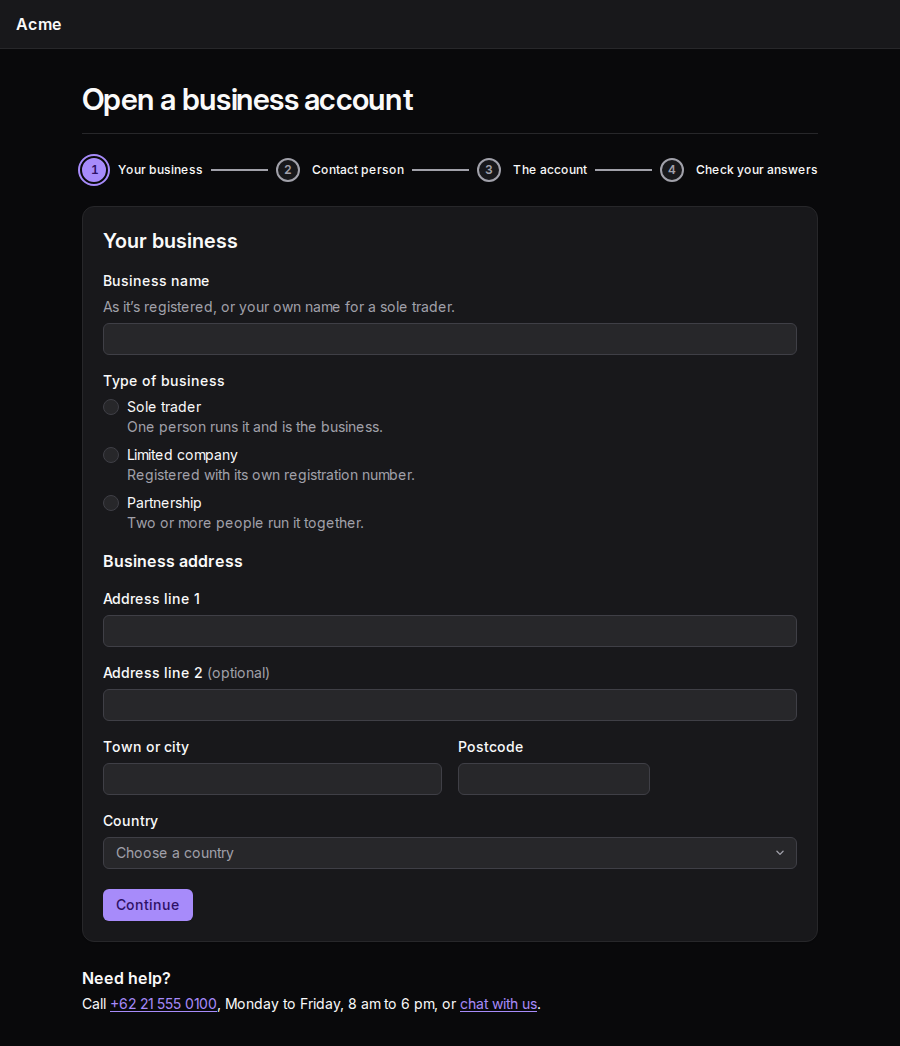 Acme
Open a business account
1 Your business 2 Contact person 3 The account 4 Check your answers
Your business
Business name
As it’s registered, or your own name for a sole trader.
Type of business
Sole trader
One person runs it and is the business.
Limited company
Registered with its own registration number.
Partnership
Two or more people run it together.
Business address
Address line 1
Address line 2 (optional)
Town or city Postcode
Country
Choose a country
Continue
Need help?
Call +62 21 555 0100, Monday to Friday, 8 am to 6 pm, or chat with us.